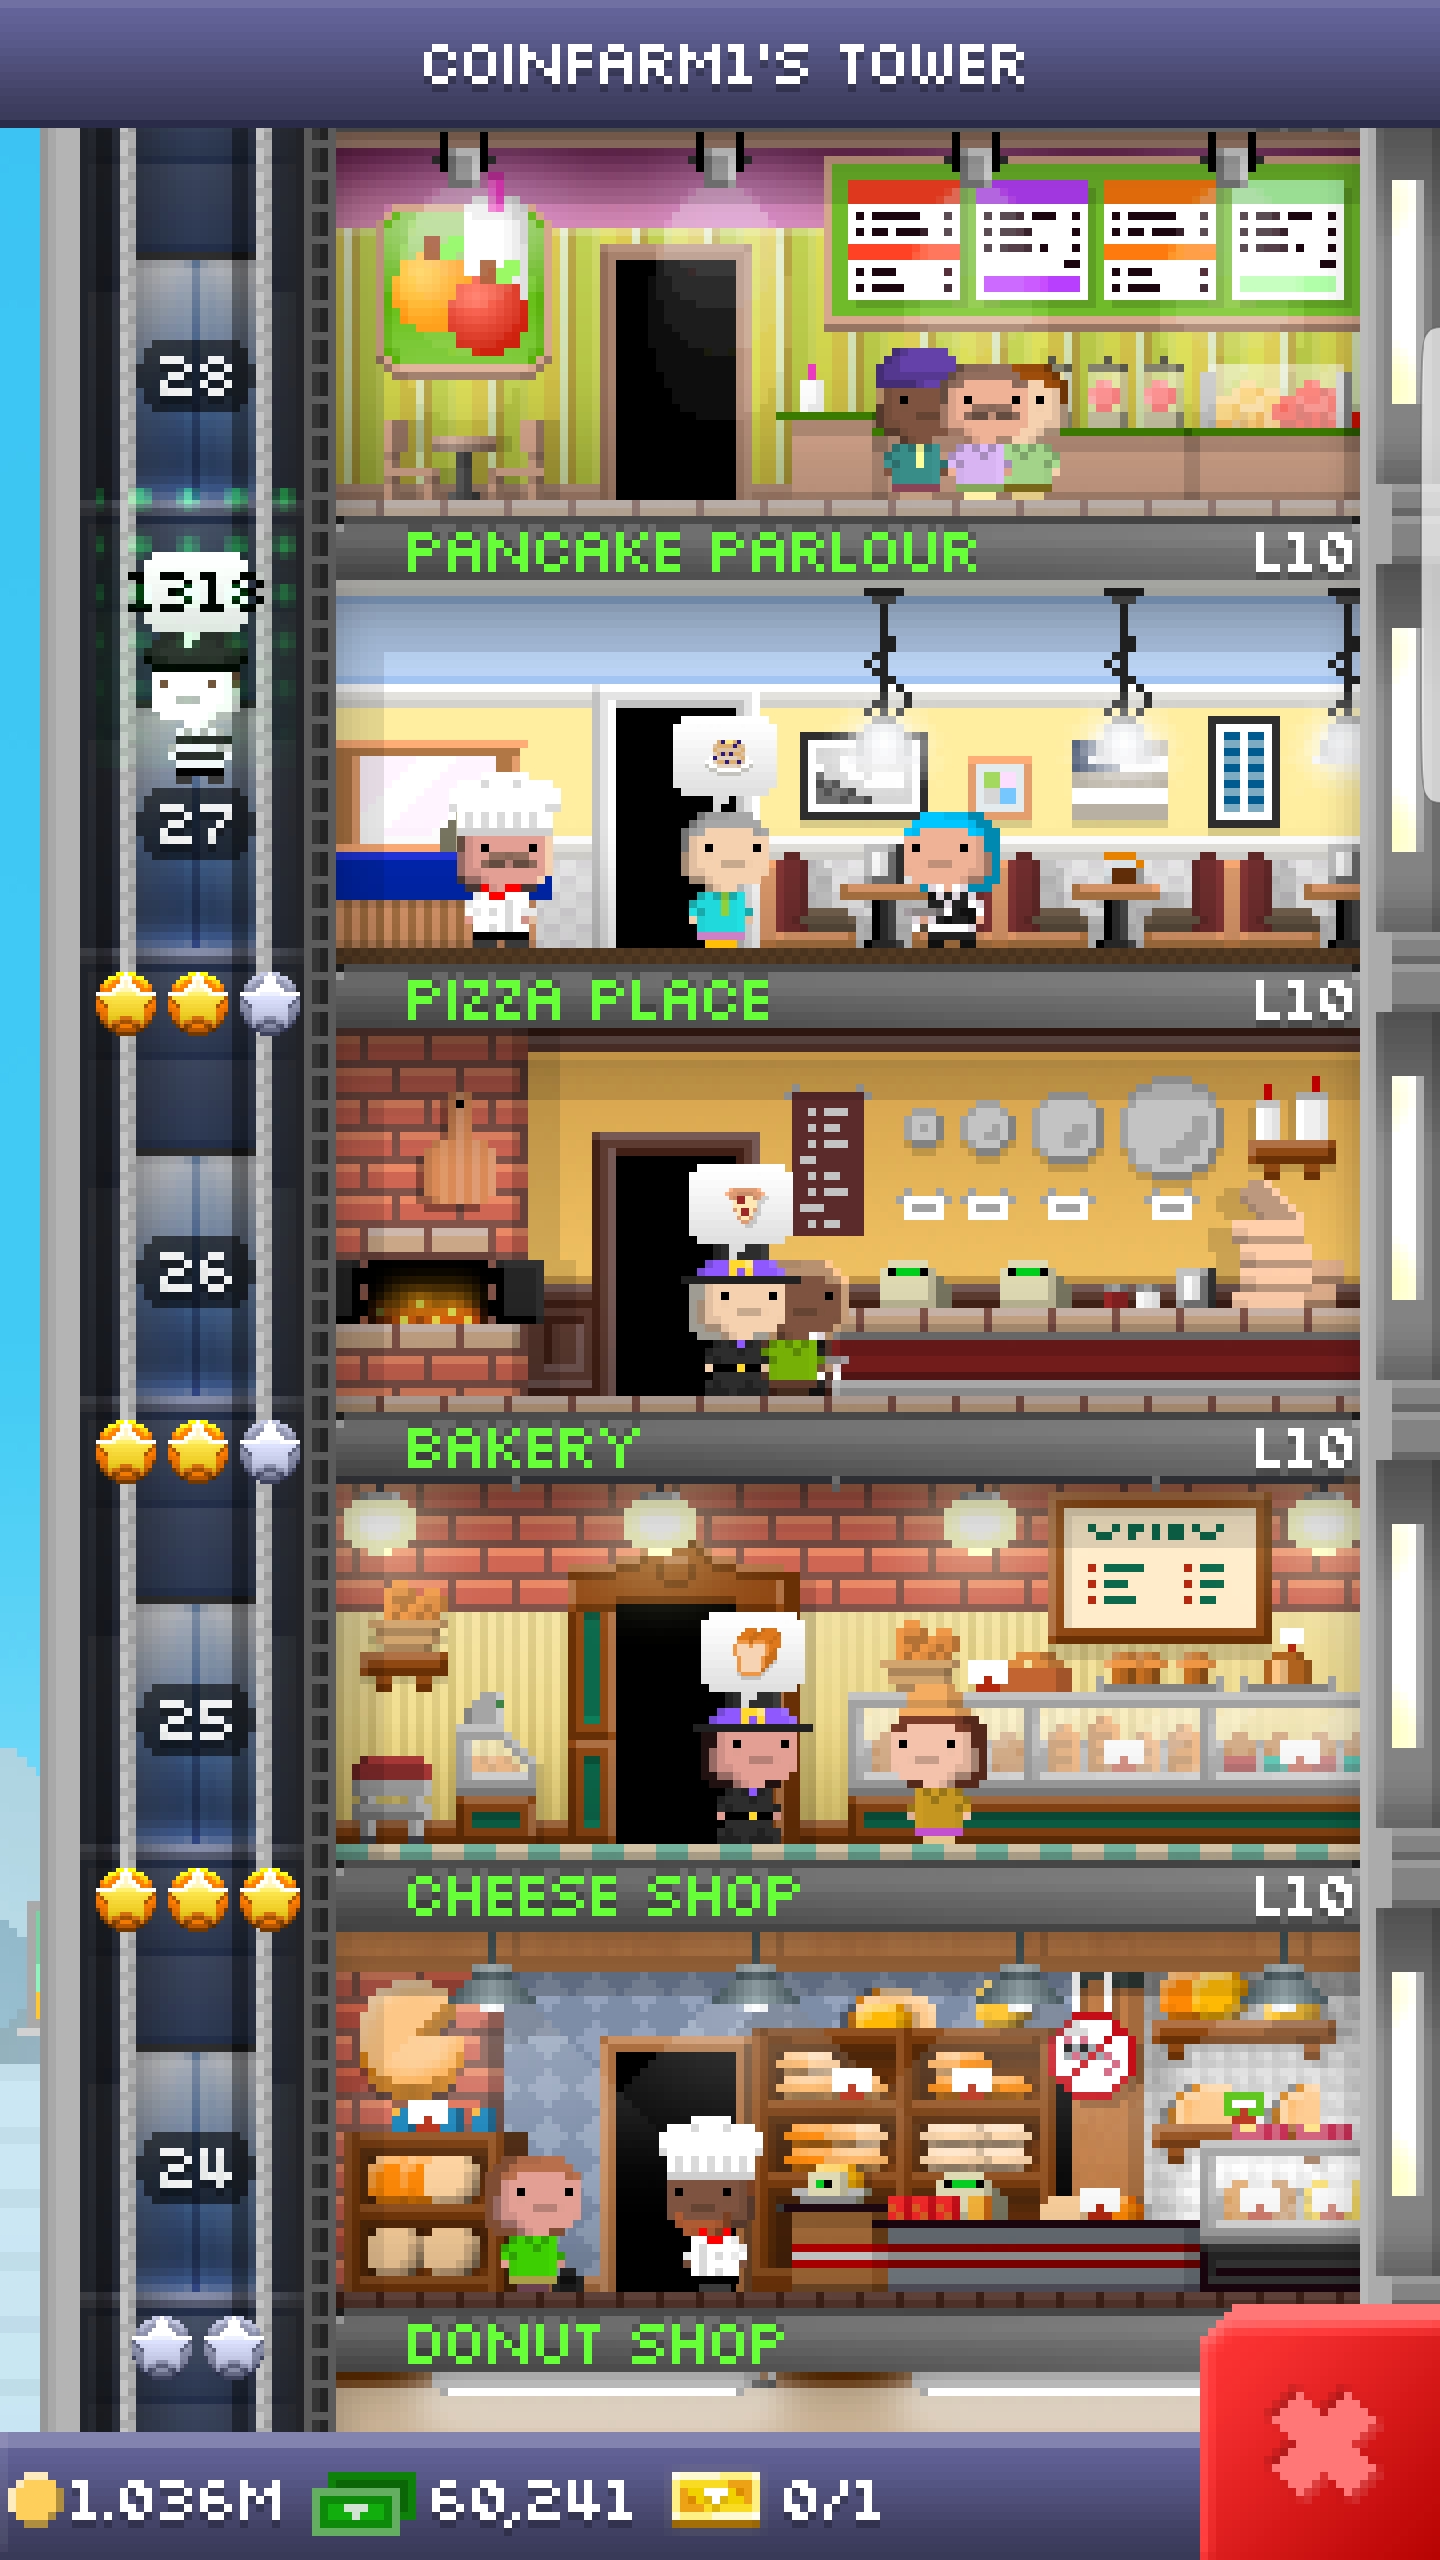 COINFARM1'S TOWER
28
PANCAKE PARLOUR L10
1318
27
PIZZA PLACE L10
26
BAKERY L10
25
CHEESE SHOP L10
24
DONUT SHOP
1.036M 60,241 0/1